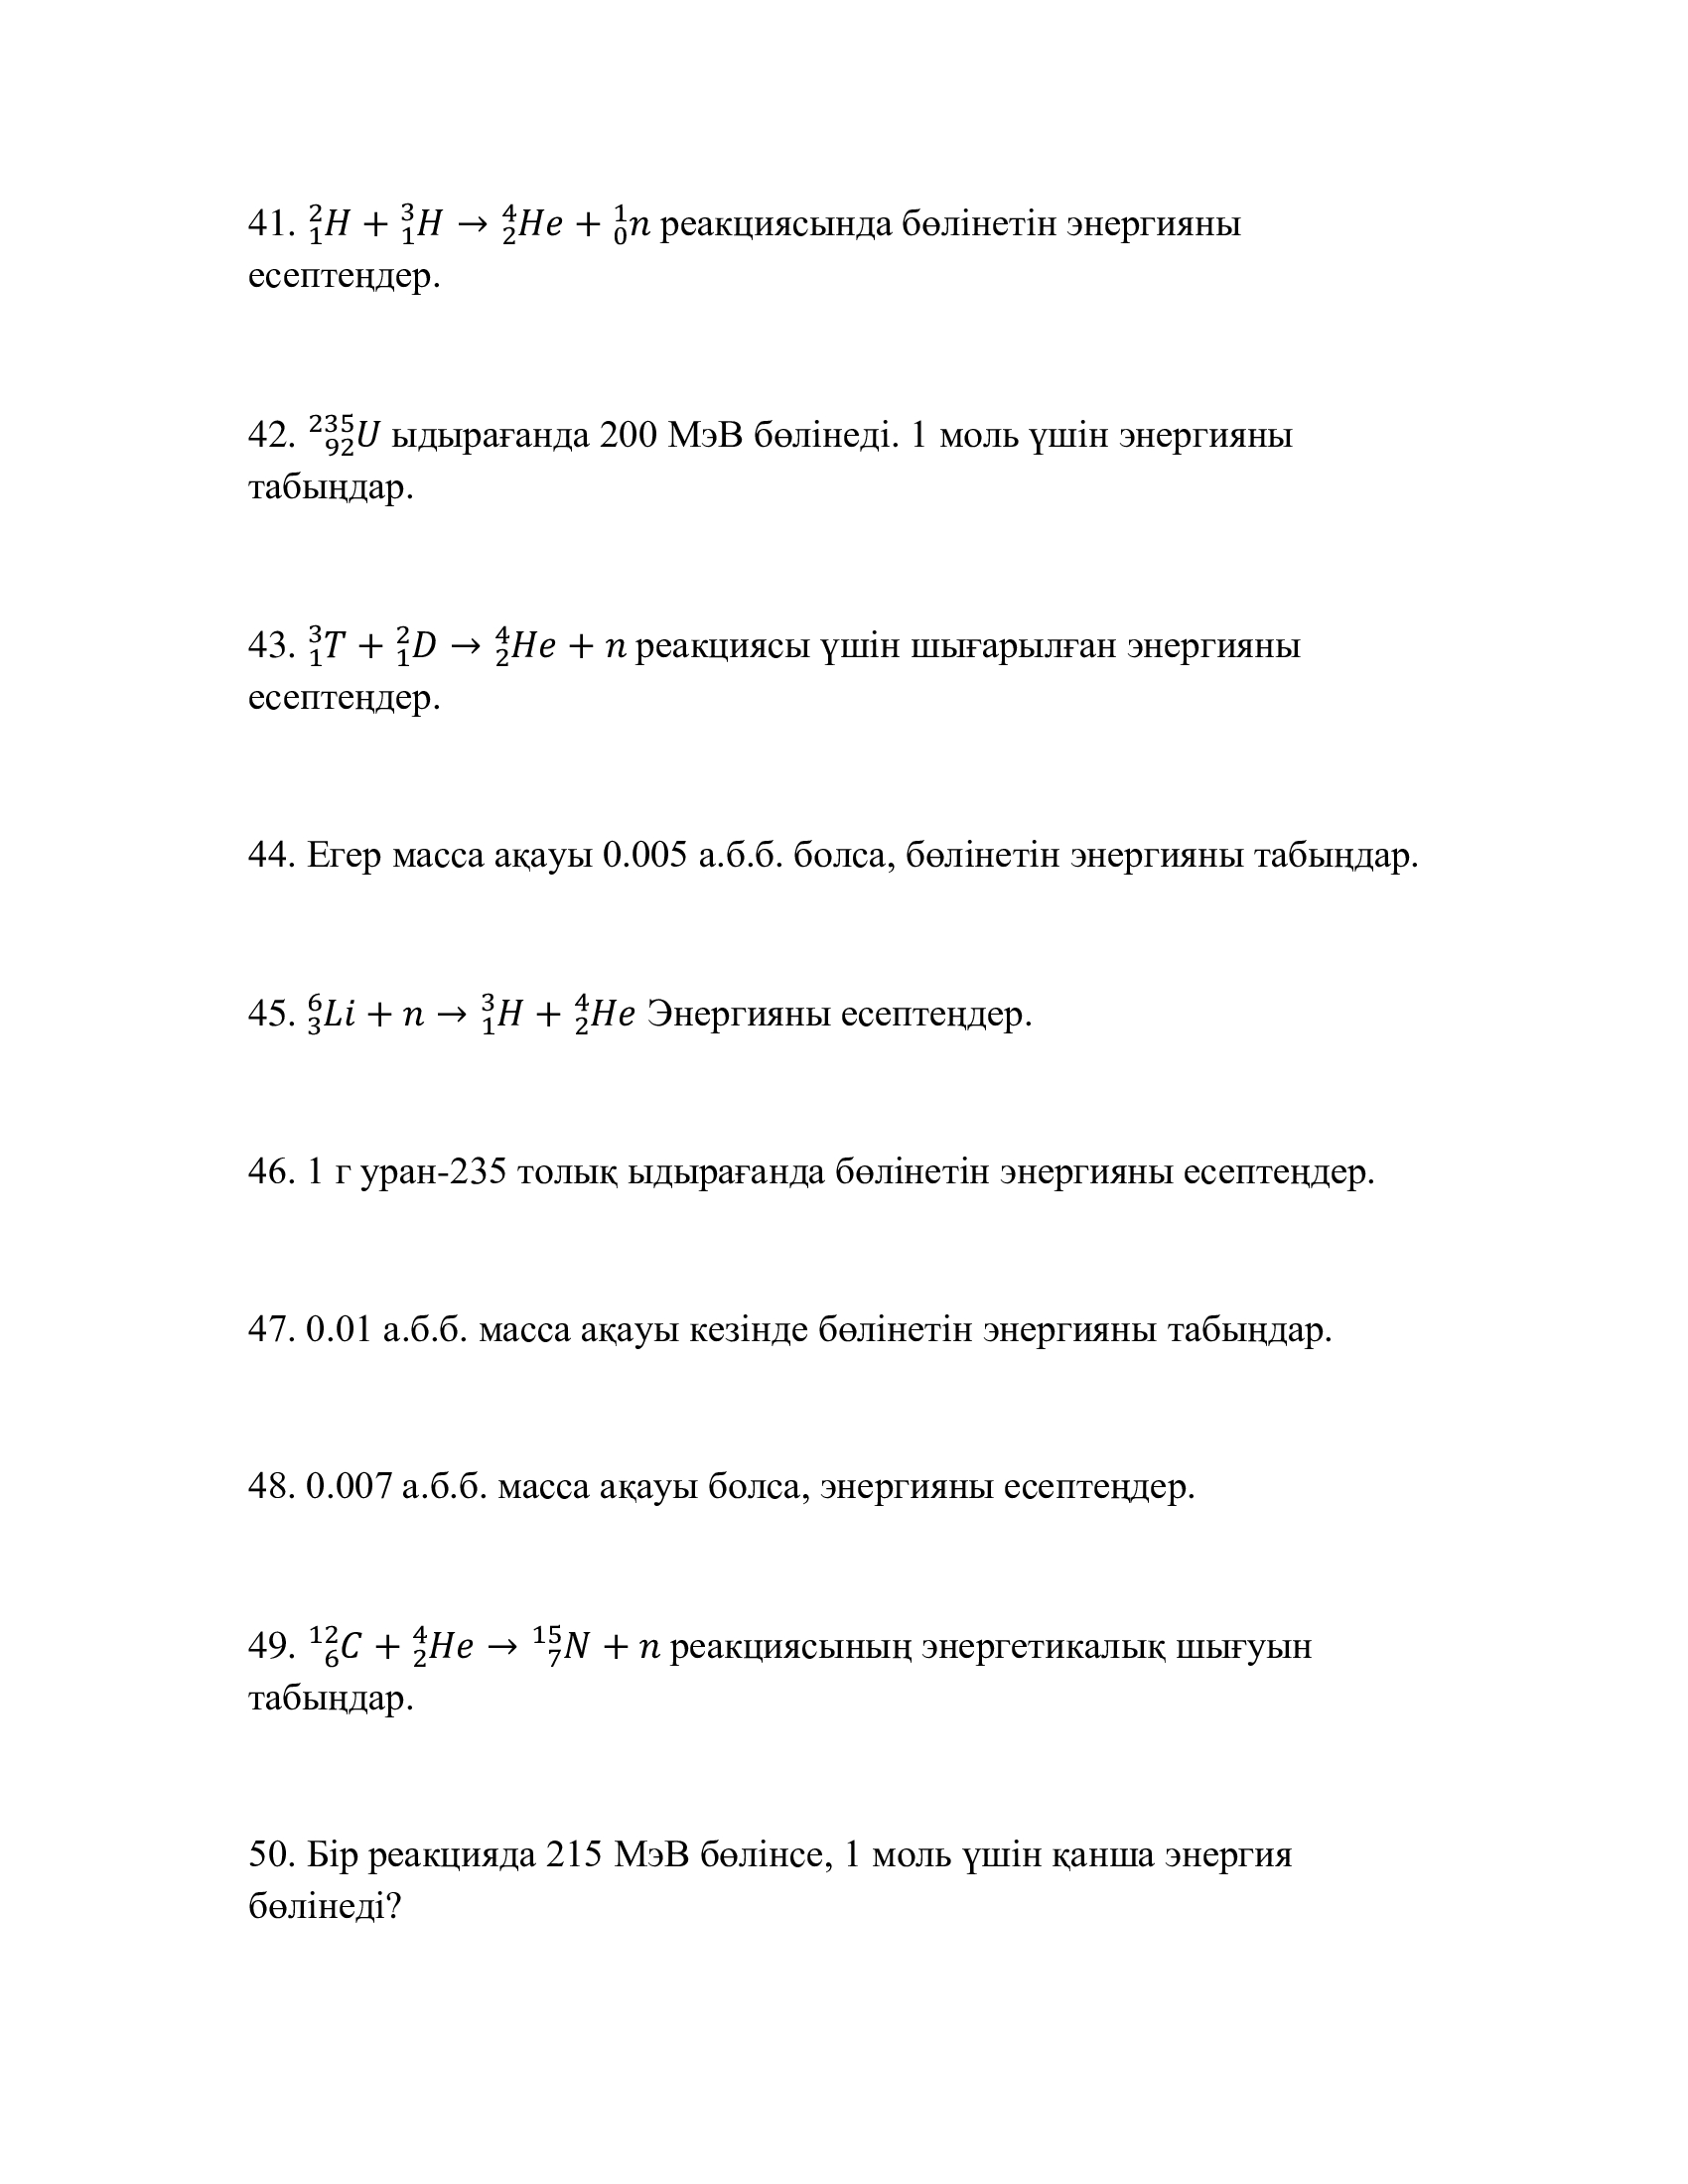 41. $^{2}_{1}H + ^{3}_{1}H \rightarrow ^{4}_{2}He + ^{1}_{0}n$ реакциясында бөлінетін энергияны
есептеңдер.
42. $^{235}_{92}U$ ыдырағанда 200 МэВ бөлінеді. 1 моль үшін энергияны
табыңдар.
43. $^{3}_{1}T + ^{2}_{1}D \rightarrow ^{4}_{2}He + n$ реакциясы үшін шығарылған энергияны
есептеңдер.
44. Егер масса ақауы 0.005 а.б.б. болса, бөлінетін энергияны табыңдар.
45. $^{6}_{3}Li + n \rightarrow ^{3}_{1}H + ^{4}_{2}He$ Энергияны есептеңдер.
46. 1 г уран-235 толық ыдырағанда бөлінетін энергияны есептеңдер.
47. 0.01 а.б.б. масса ақауы кезінде бөлінетін энергияны табыңдар.
48. 0.007 а.б.б. масса ақауы болса, энергияны есептеңдер.
49. $^{12}_{6}C + ^{4}_{2}He \rightarrow ^{15}_{7}N + n$ реакциясының энергетикалық шығуын
табыңдар.
50. Бір реакцияда 215 МэВ бөлінсе, 1 моль үшін қанша энергия
бөлінеді?